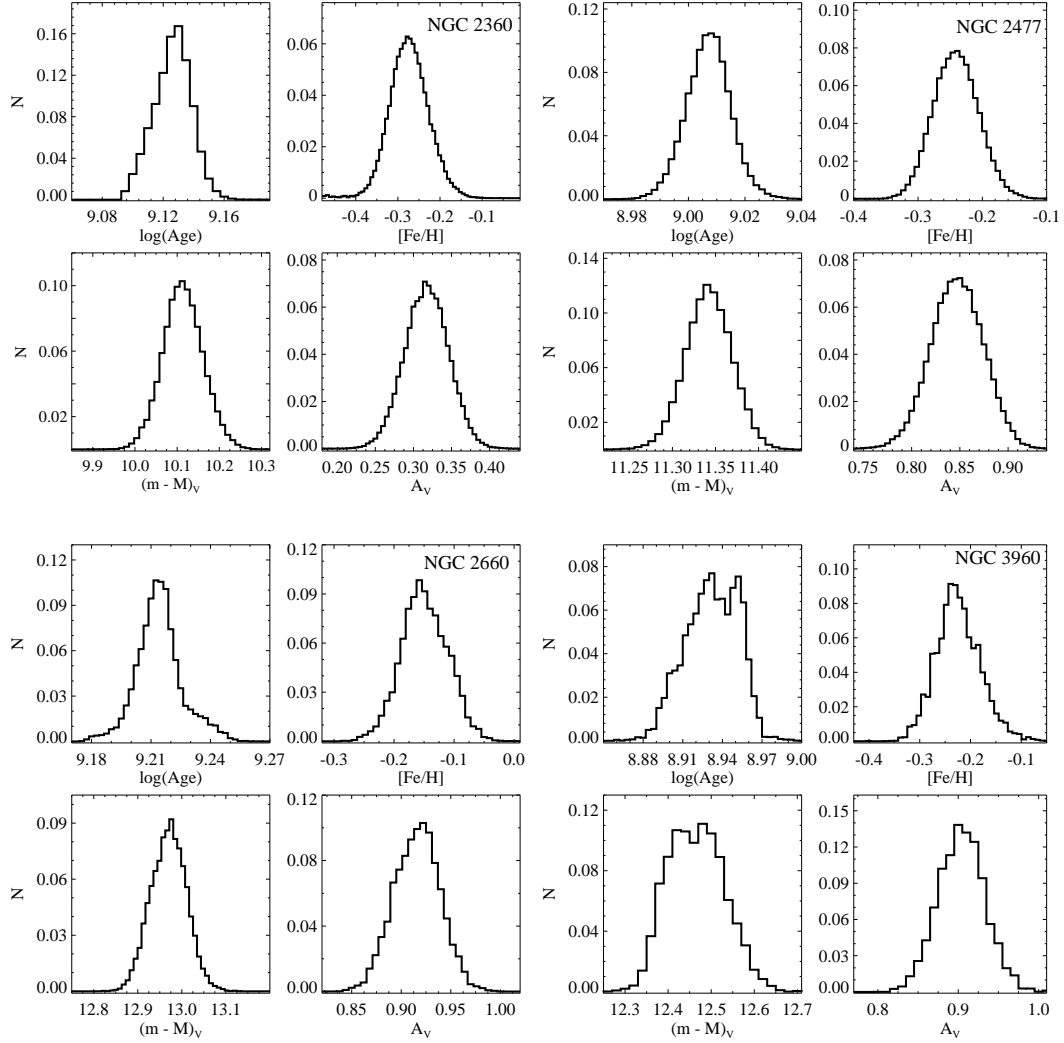 NGC 2360
NGC 2477
N
0.16
0.12
0.08
0.04
0.00
9.08 9.12 9.16
log(Age)
0.06
0.04
0.02
0
-0.4 -0.3 -0.2 -0.1
[Fe/H]
N
0.12
0.08
0.04
0.00
8.98 9.00 9.02 9.04
log(Age)
0.10
0.08
0.06
0.04
0.02
0
-0.4 -0.3 -0.2 -0.1
[Fe/H]
N
0.10
0.06
0.02
9.9 10.0 10.1 10.2 10.3
(m - M)V
0.08
0.06
0.04
0.02
0.00
0.20 0.25 0.30 0.35 0.40
AV
N
0.14
0.10
0.06
0.02
11.25 11.30 11.35 11.40
(m - M)V
0.08
0.06
0.04
0.02
0
0.75 0.80 0.85 0.90
AV
NGC 2660
NGC 3960
N
0.12
0.09
0.06
0.03
0.00
9.18 9.21 9.24 9.27
log(Age)
0.12
0.09
0.06
0.03
0.00
-0.3 -0.2 -0.1 0.0
[Fe/H]
N
0.08
0.06
0.04
0.02
0.00
8.88 8.91 8.94 8.97 9.00
log(Age)
0.10
0.08
0.06
0.04
0.02
0.00
-0.4 -0.3 -0.2 -0.1
[Fe/H]
N
0.09
0.06
0.03
0.00
12.8 12.9 13.0 13.1
(m - M)V
0.12
0.08
0.04
0.00
0.85 0.90 0.95 1.00
AV
N
0.12
0.08
0.04
0.00
12.3 12.4 12.5 12.6 12.7
(m - M)V
0.15
0.12
0.09
0.06
0.03
0.00
0.8 0.9 1.0
AV